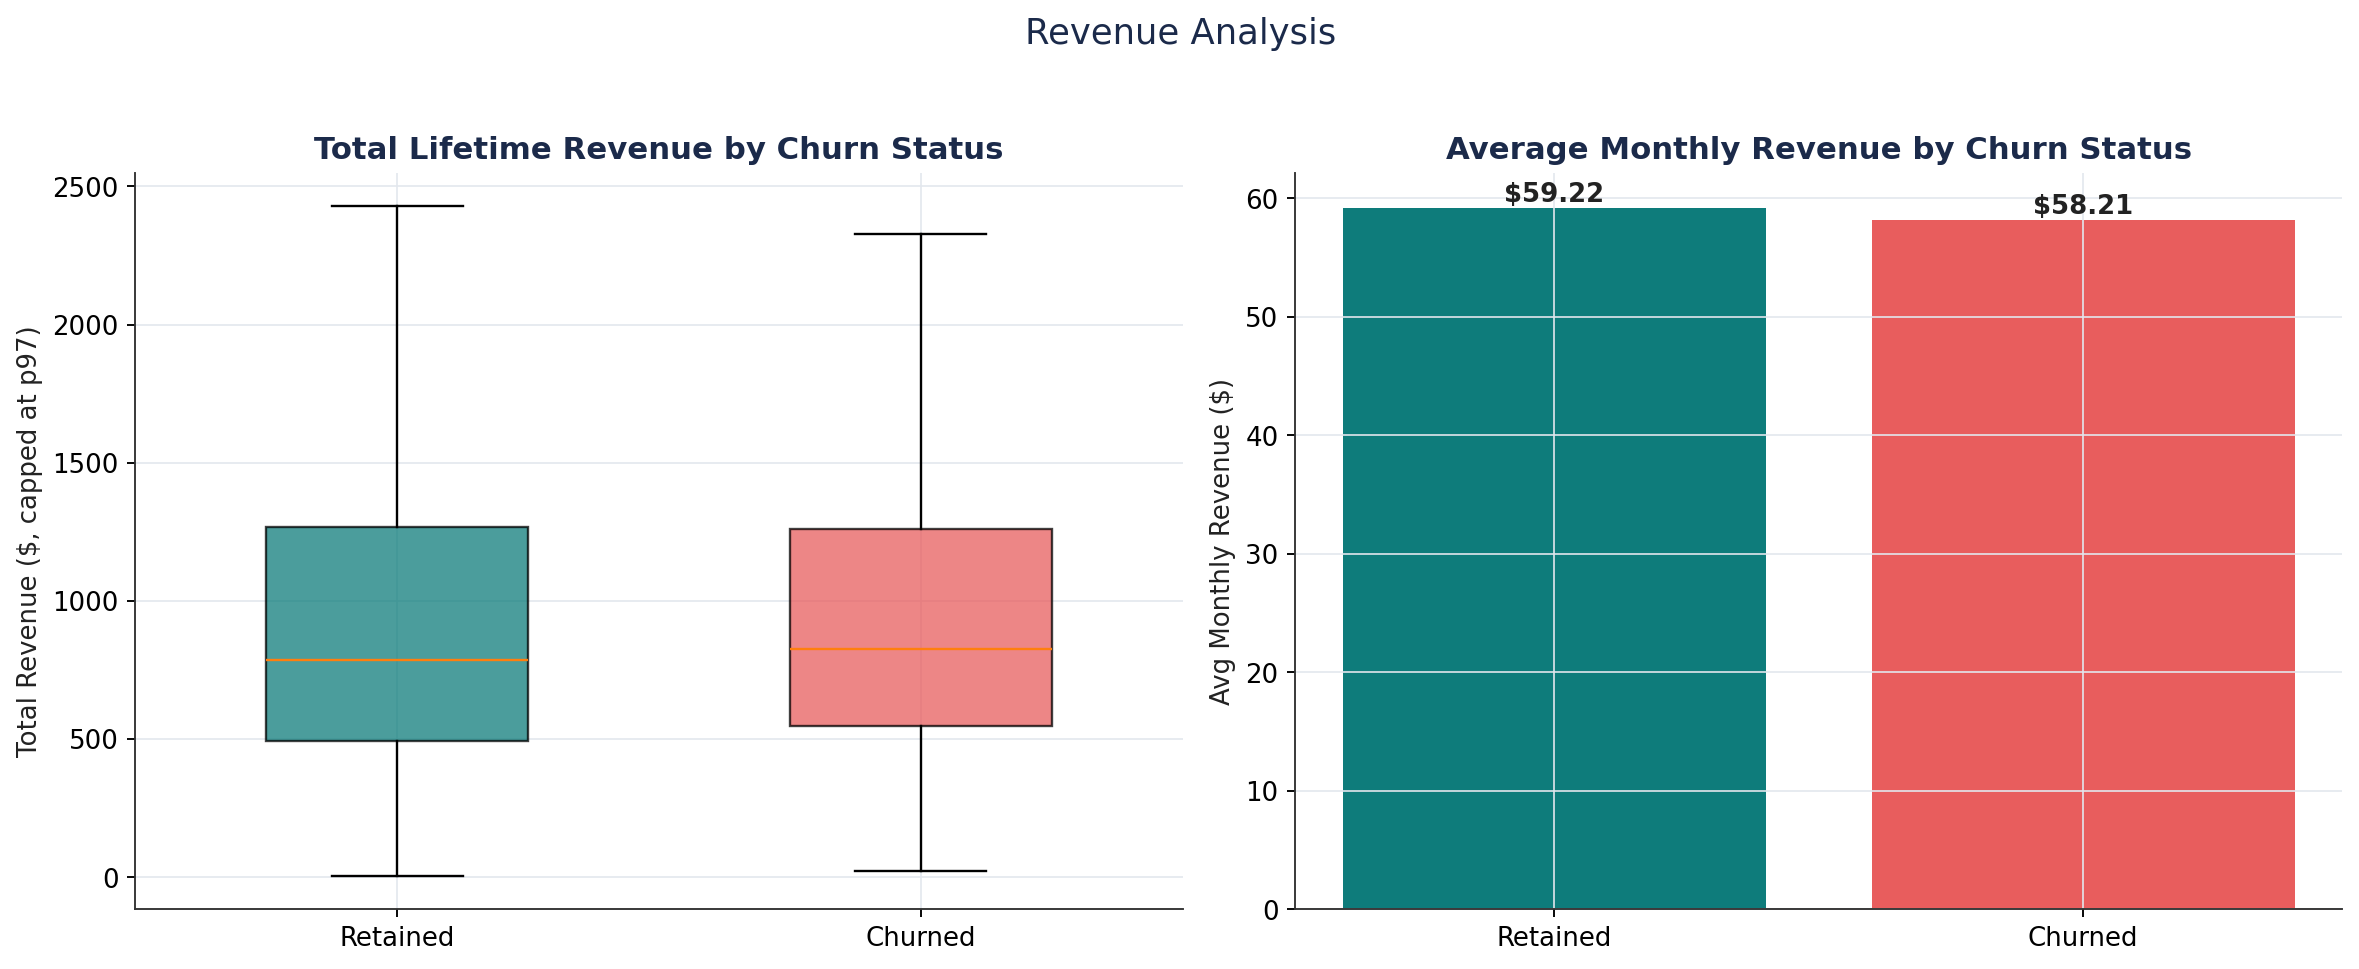 Revenue Analysis
Total Lifetime Revenue by Churn Status
Total Revenue ($, capped at p97)
2500
2000
1500
1000
500
0
Retained
Churned
Average Monthly Revenue by Churn Status
Avg Monthly Revenue ($)
60
50
40
30
20
10
0
$59.22
$58.21
Retained
Churned